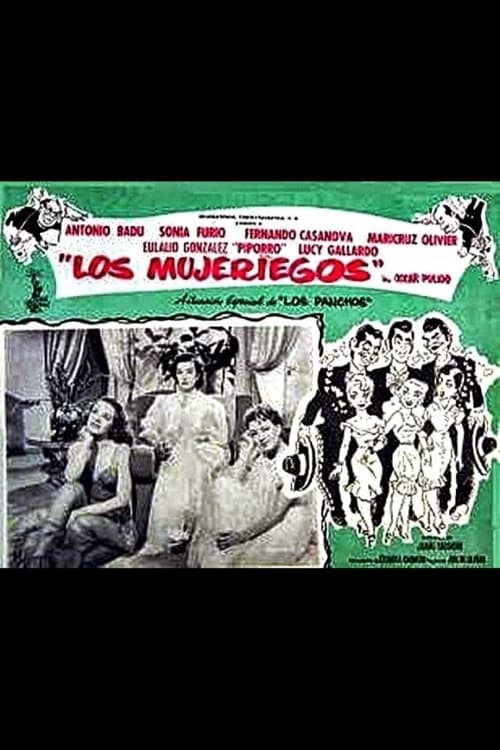 ANTONIO BADU SONIA FURIO FERNANDO CASANOVA MARICRUZ OLIVIER
EULALIO GONZALEZ "PIPORRO" LUCY GALLARDO
"LOS MUJERIEGOS"
OSCAR PULIDO
Actuación Especial de "LOS PANCHOS"